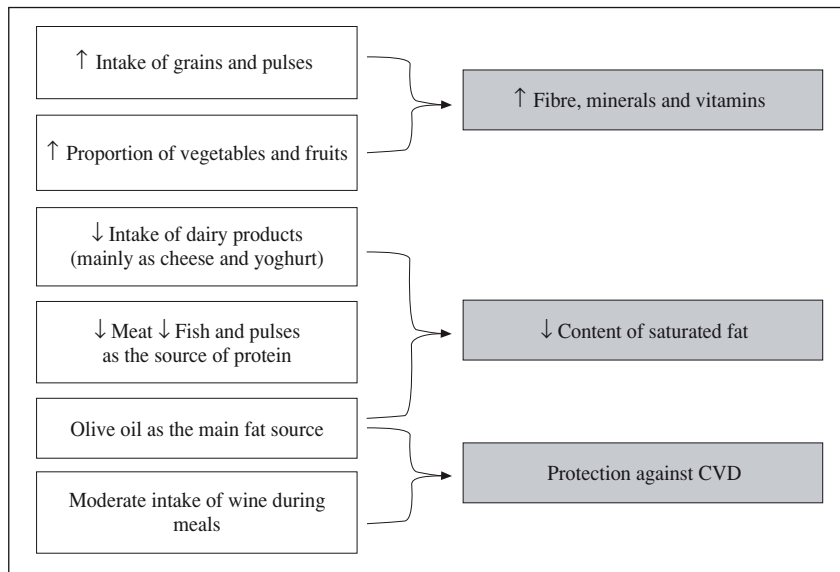 ↑ Intake of grains and pulses
↑ Fibre, minerals and vitamins
↑ Proportion of vegetables and fruits
↓ Intake of dairy products
(mainly as cheese and yoghurt)
↓ Meat ↓ Fish and pulses
as the source of protein
↓ Content of saturated fat
Olive oil as the main fat source
Moderate intake of wine during
meals
Protection against CVD